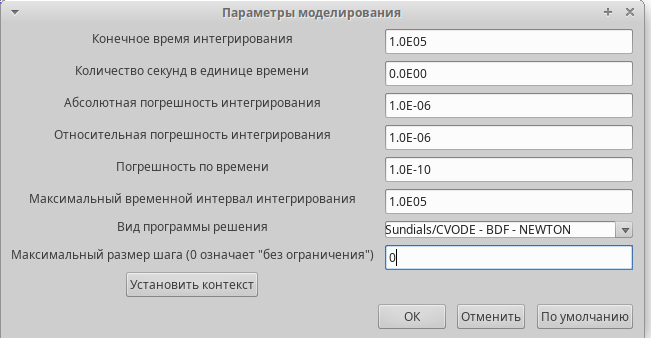 Параметры моделирования
Конечное время интегрирования 1.0E05
Количество секунд в единице времени 0.0E00
Абсолютная погрешность интегрирования 1.0E-06
Относительная погрешность интегрирования 1.0E-06
Погрешность по времени 1.0E-10
Максимальный временной интервал интегрирования 1.0E05
Вид программы решения Sundials/CVODE - BDF - NEWTON
Максимальный размер шага (0 означает "без ограничения") 0
Установить контекст
ОК Отменить По умолчанию